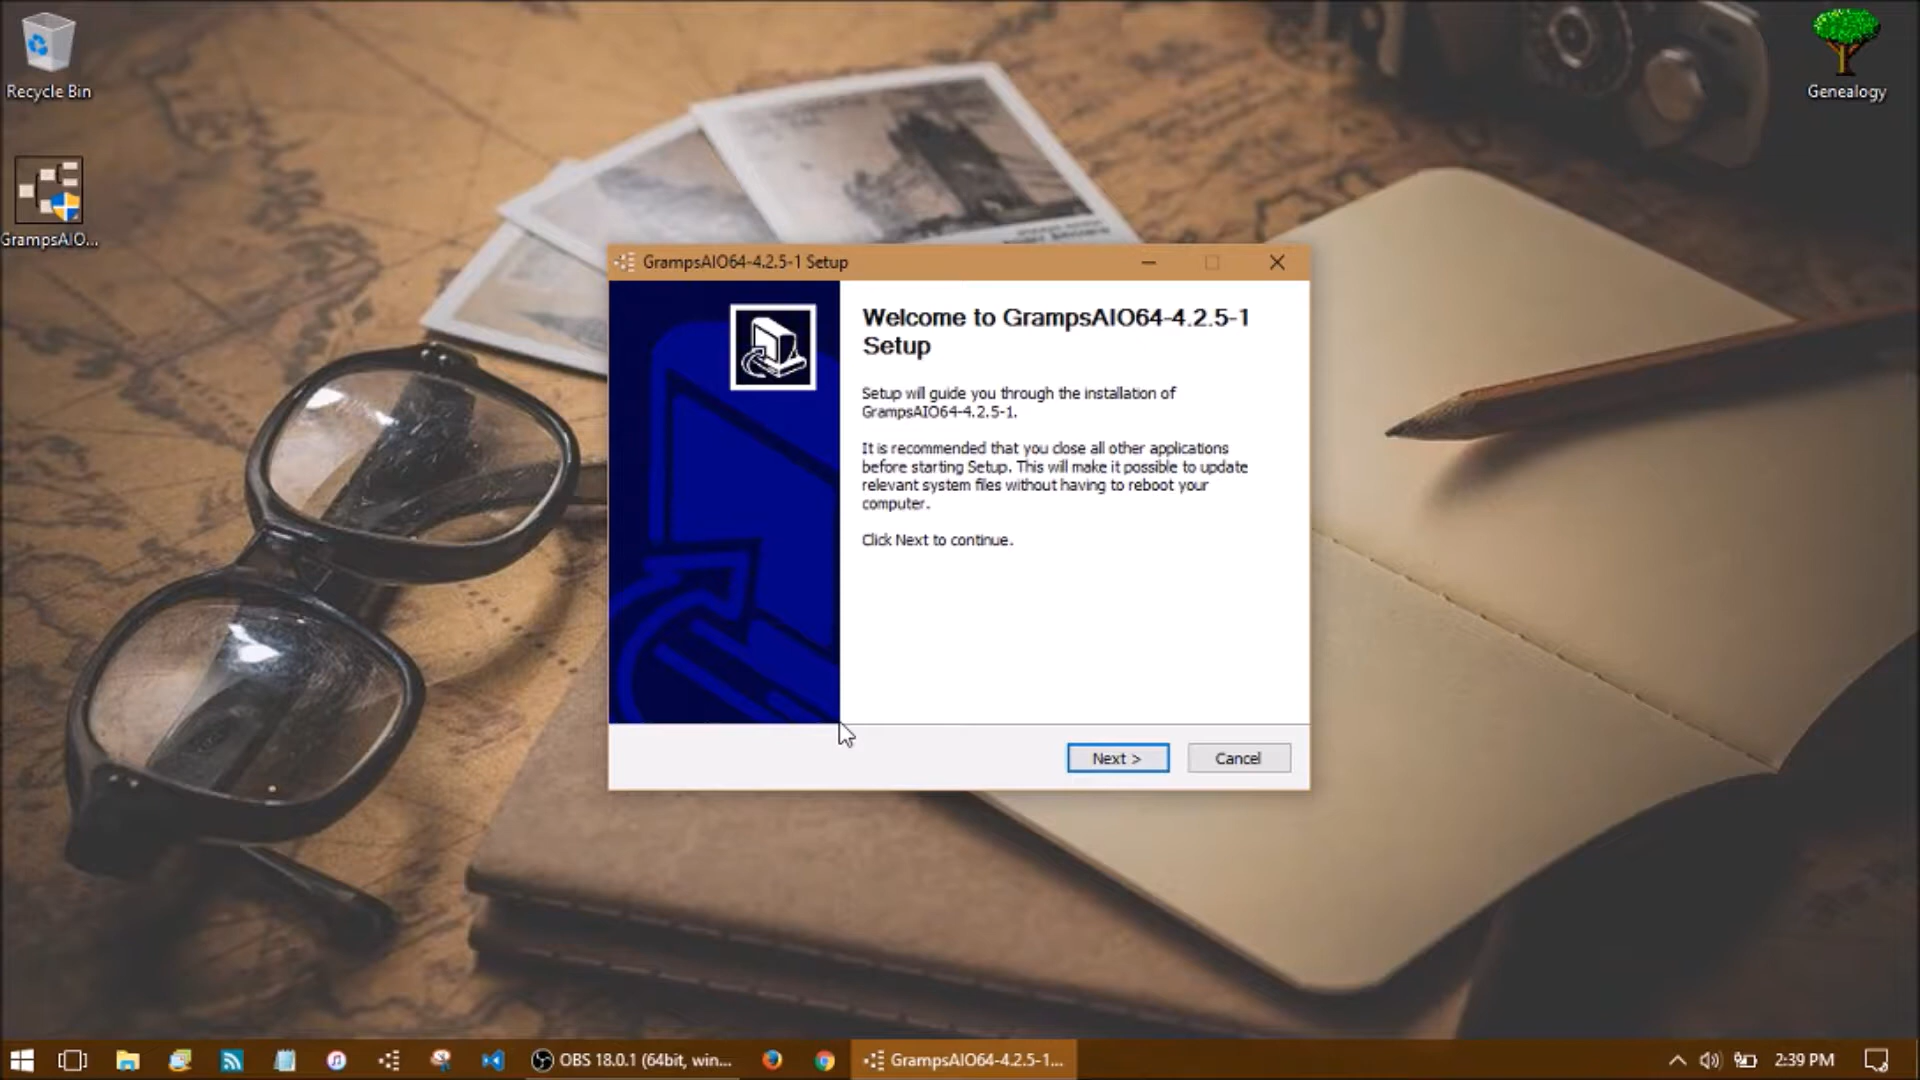 Recycle Bin
Genealogy
GrampsAIO...
GrampsAIO64-4.2.5-1 Setup
Welcome to GrampsAIO64-4.2.5-1
Setup
Setup will guide you through the installation of
GrampsAIO64-4.2.5-1.
It is recommended that you close all other applications
before starting Setup. This will make it possible to update
relevant system files without having to reboot your
computer.
Click Next to continue.
Next >
Cancel
OBS 18.0.1 (64bit, win...
GrampsAIO64-4.2.5-1...
2:39 PM